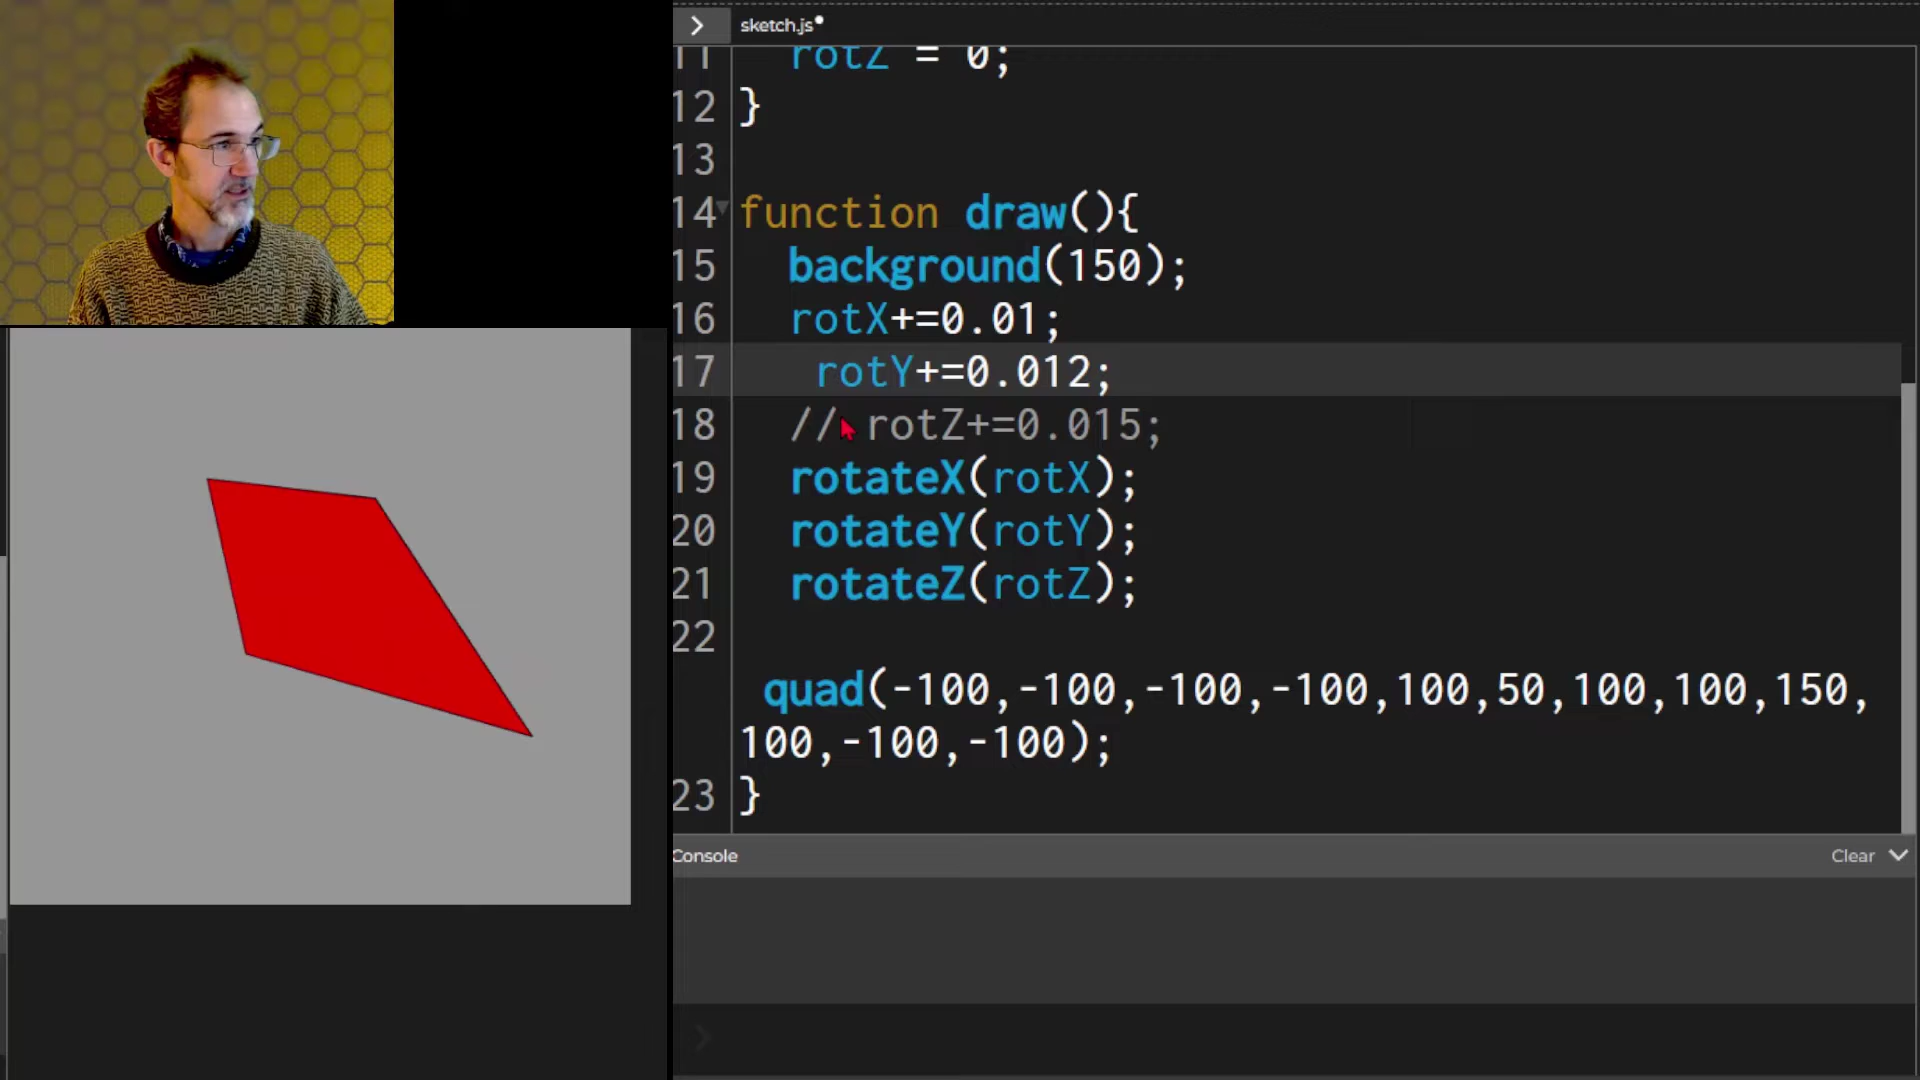 sketch.js
11 rotZ = 0;
12 }
13
14 function draw(){
15 background(150);
16 rotX+=0.01;
17 rotY+=0.012;
18 // rotZ+=0.015;
19 rotateX(rotX);
20 rotateY(rotY);
21 rotateZ(rotZ);
22
quad(-100,-100,-100,-100,100,50,100,100,150,
100,-100,-100);
23 }
Console
Clear